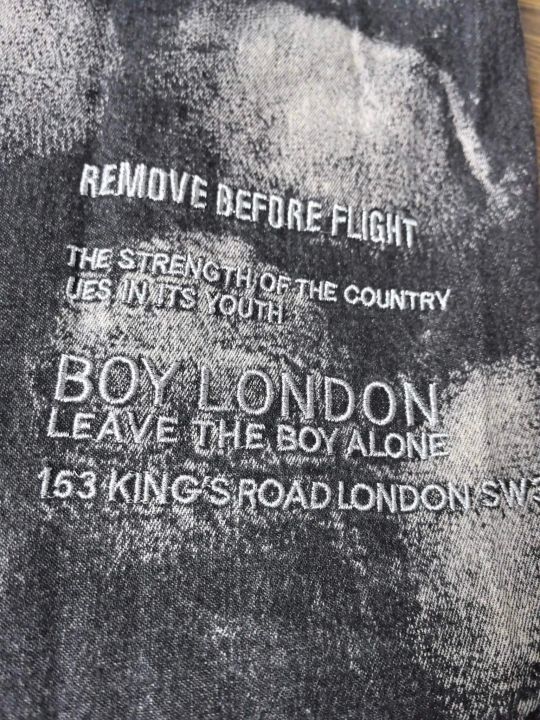 REMOVE BEFORE FLIGHT
THE STRENGTH OF THE COUNTRY
LIES IN ITS YOUTH
BOY LONDON
LEAVE THE BOY ALONE
153 KING'S ROAD LONDON SW3